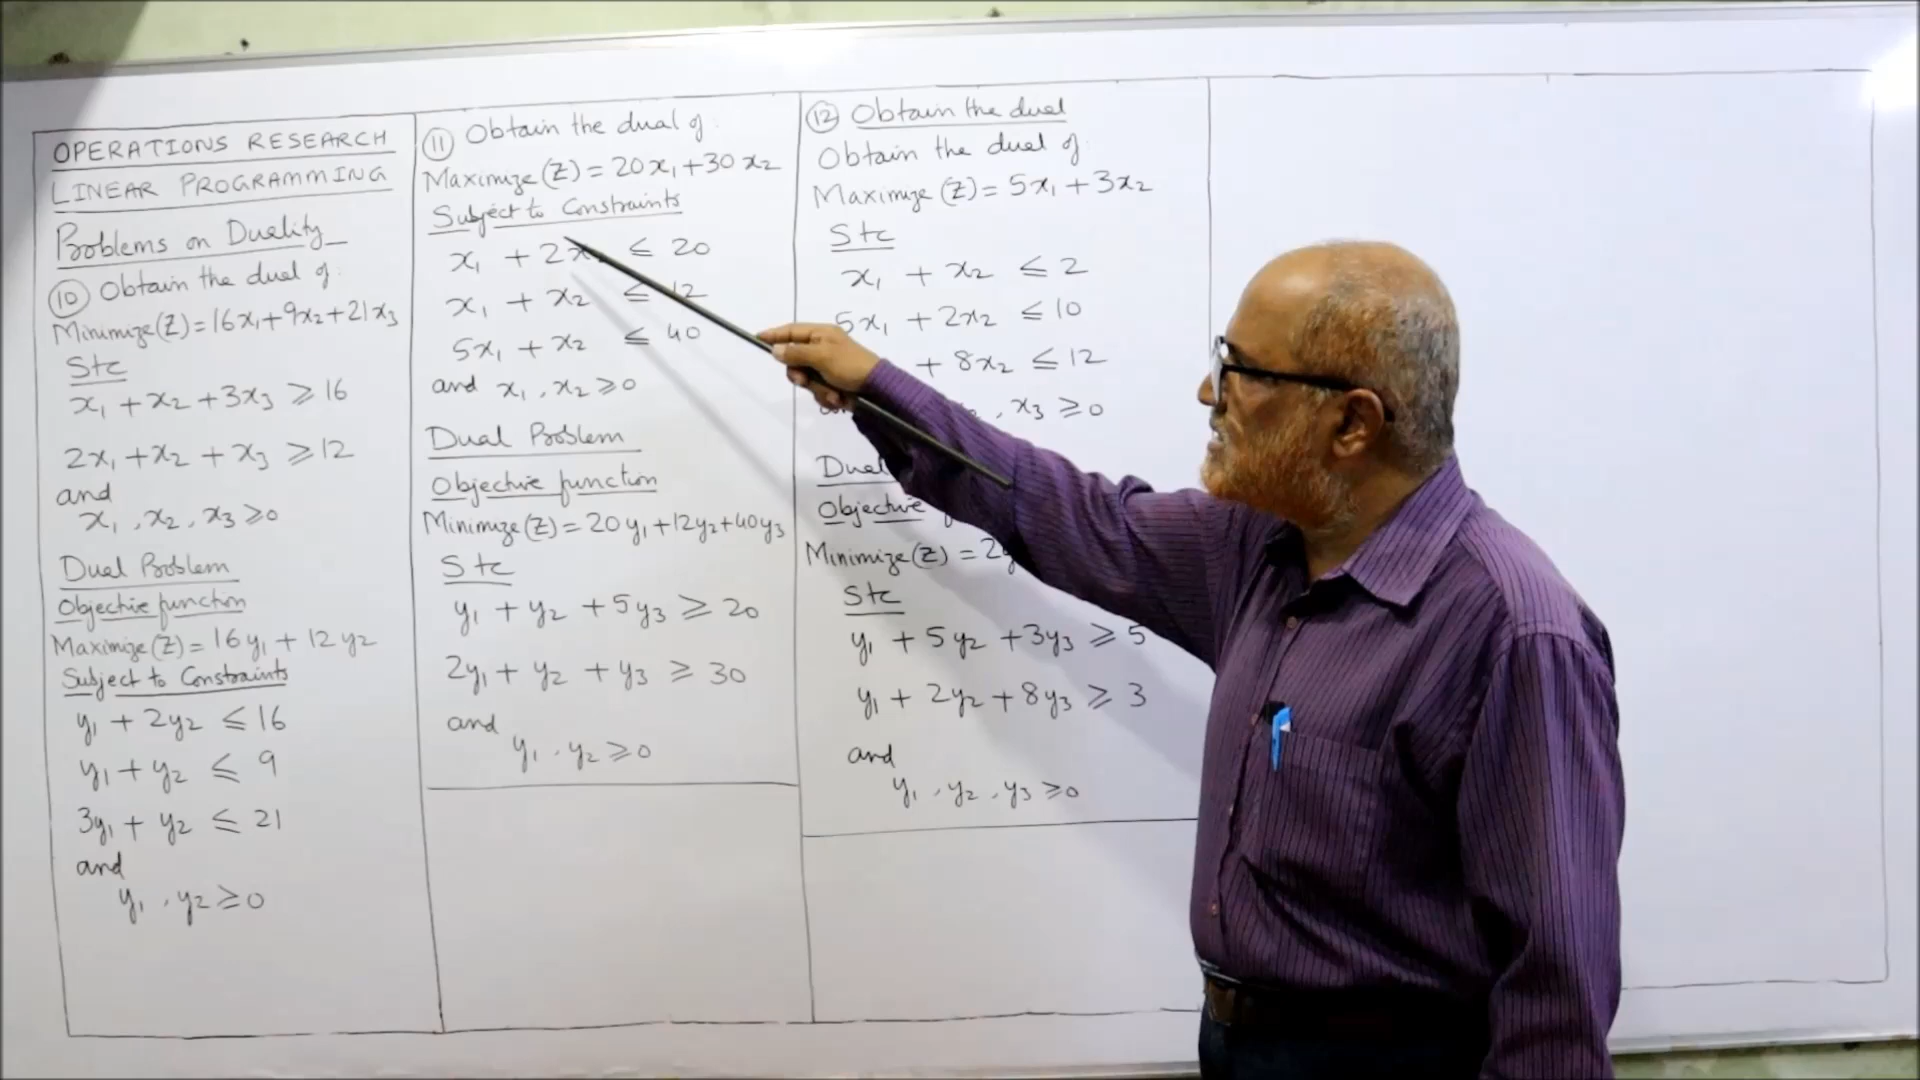 OPERATIONS RESEARCH
LINEAR PROGRAMMING
Problems on Duality
⑩ Obtain the dual of:
Minimize(Z)=16x₁+9x₂+21x₃
Stc
x₁ + x₂ + 3x₃ ≥ 16
2x₁ + x₂ + x₃ ≥ 12
and
x₁, x₂, x₃ ≥ 0
Dual Problem
Objective function
Maximize(Z)= 16y₁ + 12y₂
Subject to Constraints
y₁ + 2y₂ ≤ 16
y₁ + y₂ ≤ 9
3y₁ + y₂ ≤ 21
and
y₁, y₂ ≥ 0
⑪ Obtain the dual of:
Maximize(Z) = 20x₁ + 30x₂
Subject to Constraints
x₁ + 2x₂ ≤ 20
x₁ + x₂ ≤ 12
5x₁ + x₂ ≤ 40
and x₁, x₂ ≥ 0
Dual Problem
Objective function
Minimize(Z) = 20y₁ + 12y₂ + 40y₃
Stc
y₁ + y₂ + 5y₃ ≥ 20
2y₁ + y₂ + y₃ ≥ 30
and
y₁, y₂ ≥ 0
⑫ Obtain the dual
Obtain the dual of
Maximize(Z) = 5x₁ + 3x₂
Stc
x₁ + x₂ ≤ 2
5x₁ + 2x₂ ≤ 10
+ 8x₂ ≤ 12
, x₃ ≥ 0
Dual
Objective
Minimize(Z) = 2y
Stc
y₁ + 5y₂ + 3y₃ ≥ 5
y₁ + 2y₂ + 8y₃ ≥ 3
and
y₁, y₂, y₃ ≥ 0